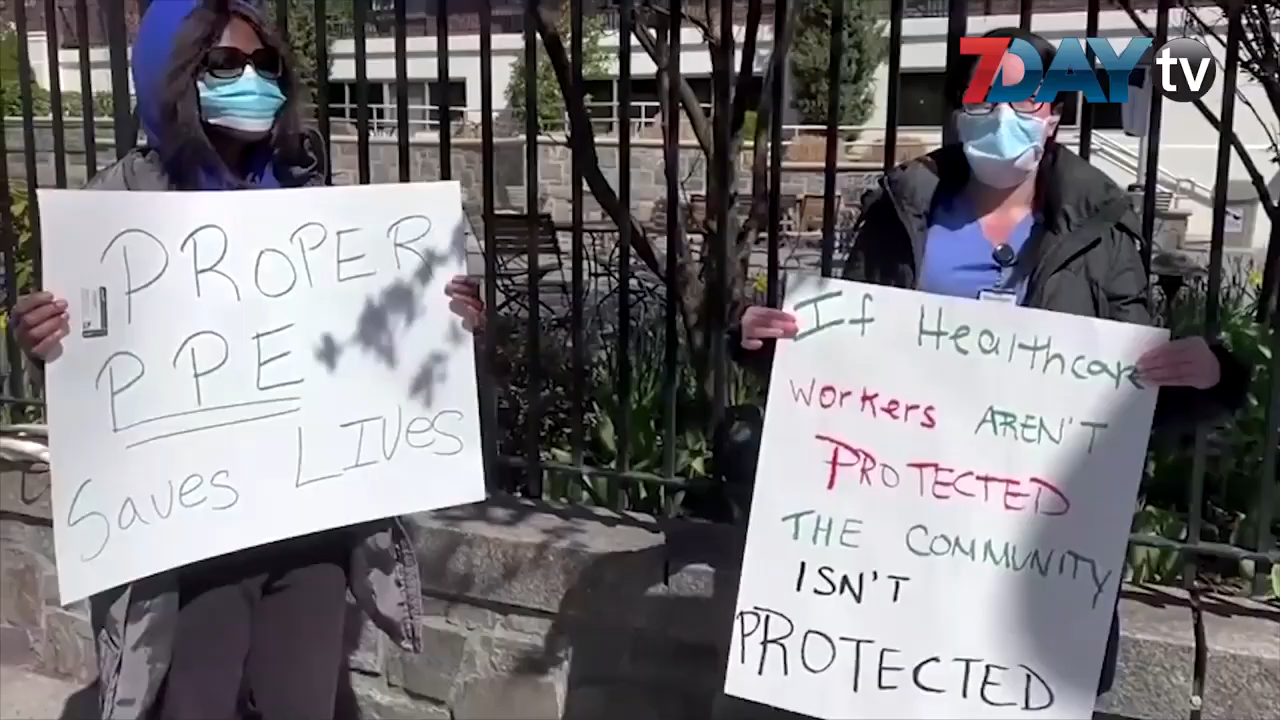 7DAY tv
PROPER
PPE
Saves LIVES
If Healthcare
Workers AREN'T
PROTECTED
THE COMMUNITY
ISN'T
PROTECTED